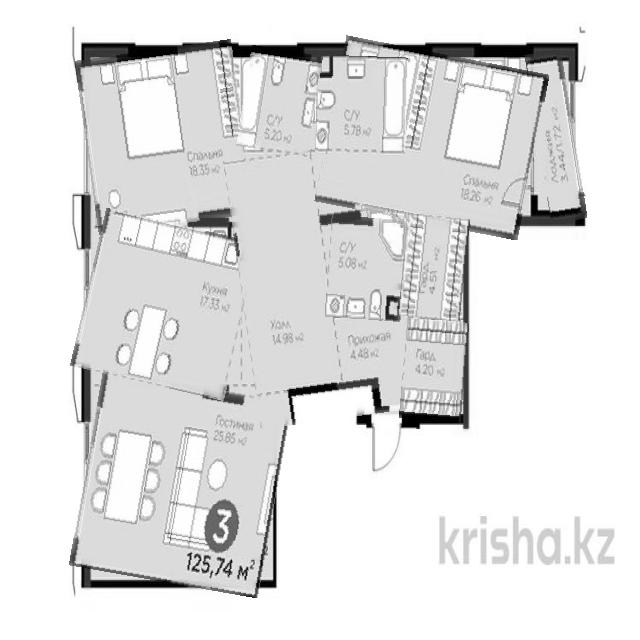 Спальня
18.35 м2
С/У
5.20 м2
С/У
5.78 м2
Спальня
18.26 м2
Лоджия
3.44/1.72 м2
Кухня
17.33 м2
Холл
14.98 м2
С/У
5.08 м2
Гард.
4.51 м2
Прихожая
4.48 м2
Гард.
4.20 м2
Гостиная
25.85 м2
3
125,74 м2
krisha.kz